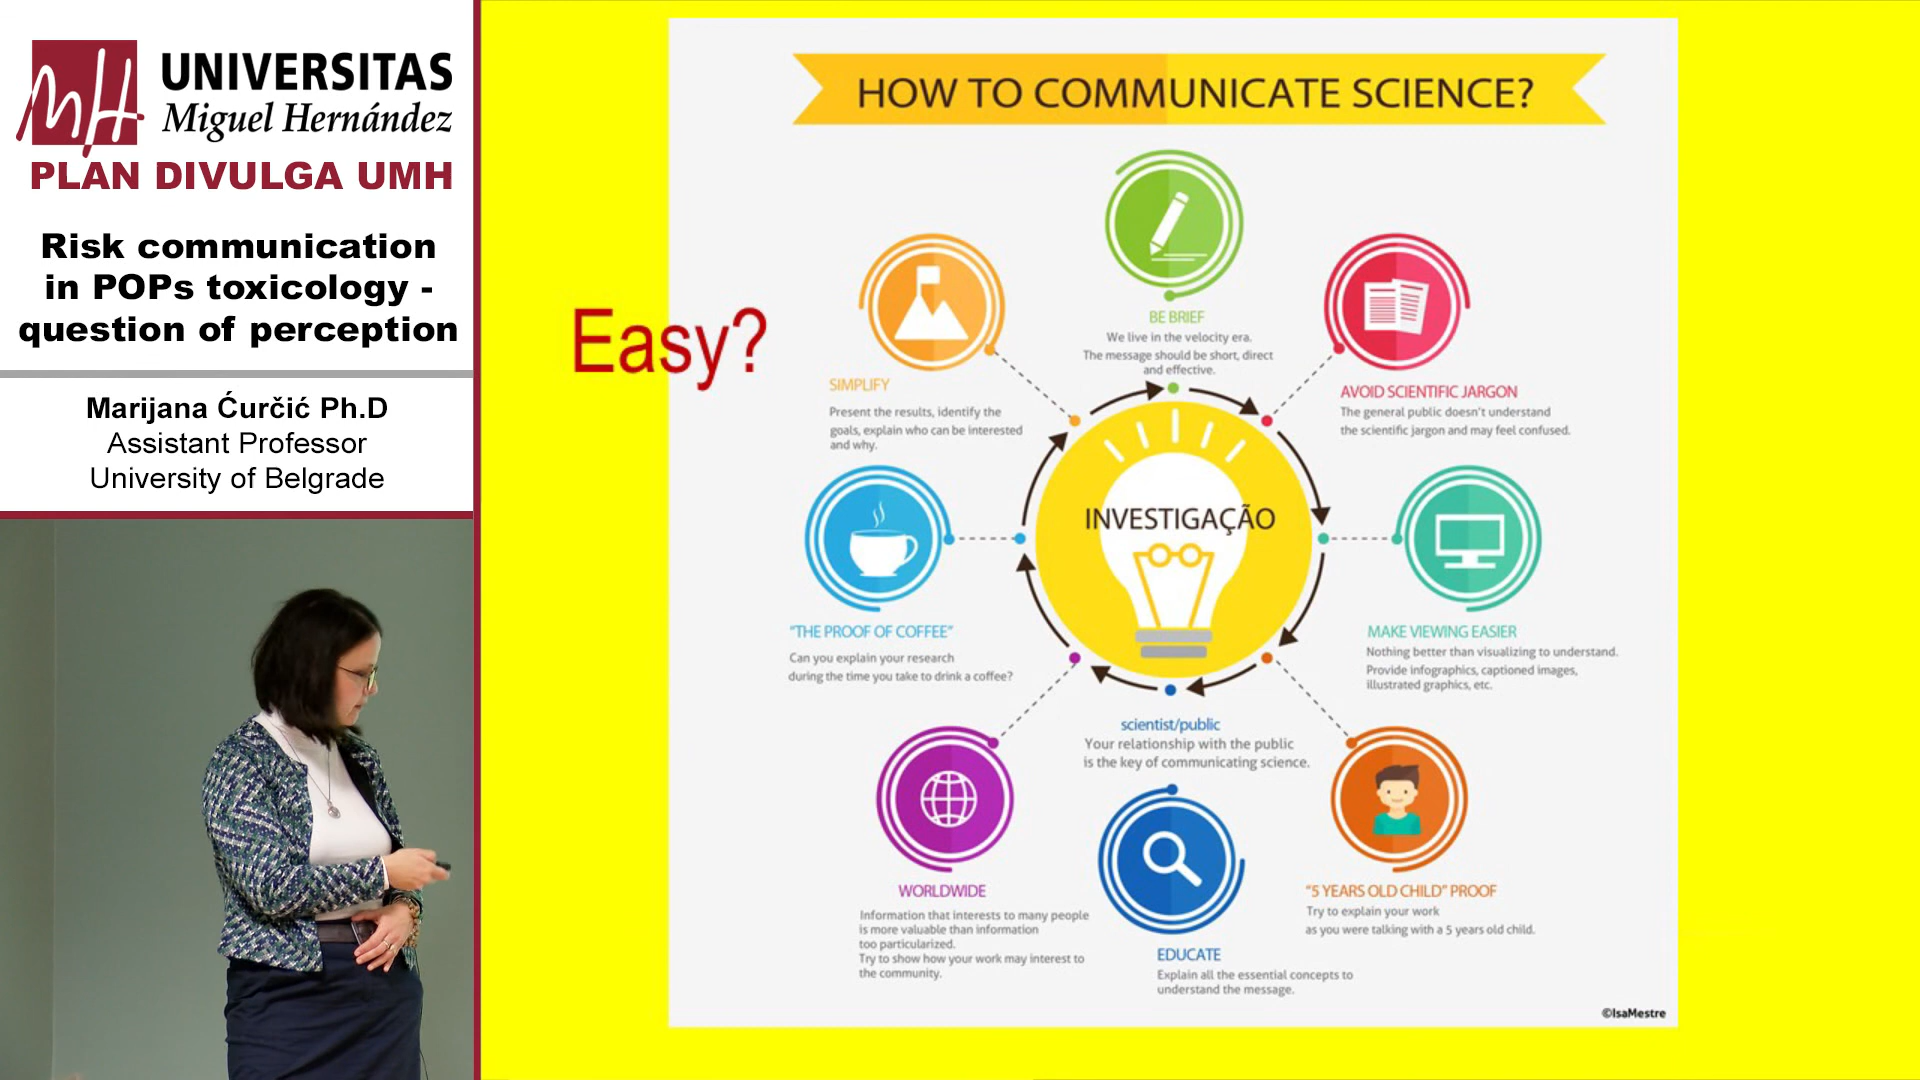 UNIVERSITAS
Miguel Hernández
PLAN DIVULGA UMH
Risk communication
in POPs toxicology -
question of perception
Marijana Ćurčić Ph.D
Assistant Professor
University of Belgrade
HOW TO COMMUNICATE SCIENCE?
Easy?
BE BRIEF
We live in the velocity era.
The message should be short, direct
and effective.
SIMPLIFY
Present the results, identify the
goals, explain who can be interested
and why.
AVOID SCIENTIFIC JARGON
The general public doesn't understand
the scientific jargon and may feel confused.
INVESTIGAÇÃO
"THE PROOF OF COFFEE"
Can you explain your research
during the time you take to drink a coffee?
MAKE VIEWING EASIER
Nothing better than visualizing to understand.
Provide infographics, captioned images,
illustrated graphics, etc.
scientist/public
Your relationship with the public
is the key of communicating science.
WORLDWIDE
Information that interests to many people
is more valuable than information
too particularized.
Try to show how your work may interest to
the community.
"5 YEARS OLD CHILD" PROOF
Try to explain your work
as you were talking with a 5 years old child.
EDUCATE
Explain all the essential concepts to
understand the message.
©IsaMestre